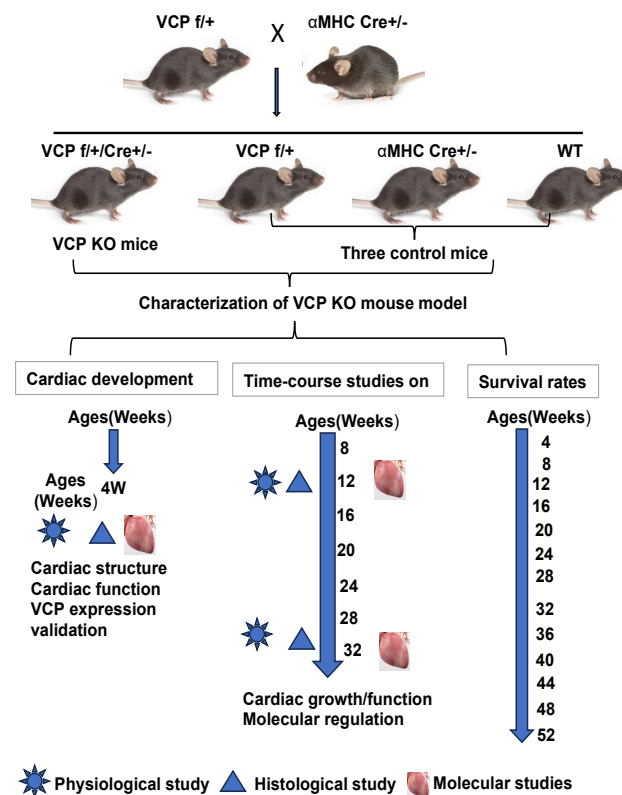 VCP f/+ X αMHC Cre+/-
VCP f/+/Cre+/- VCP f/+ αMHC Cre+/- WT
VCP KO mice
Three control mice
Characterization of VCP KO mouse model
Cardiac development
Time-course studies on
Survival rates
Ages(Weeks)
Ages
(Weeks)
4W
Cardiac structure
Cardiac function
VCP expression
validation
Ages(Weeks)
8
12
16
20
24
28
32
Cardiac growth/function
Molecular regulation
Ages(Weeks)
4
8
12
16
20
24
28
32
36
40
44
48
52
Physiological study Histological study Molecular studies